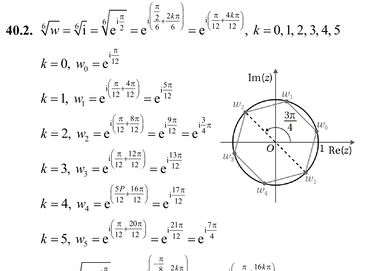 40.2. ⁶√w = ⁶√i = ⁶√(e^(iπ/2)) = e^(i((π/2)/6 + 2kπ/6)) = e^(i(π/12 + 4kπ/12)), k = 0, 1, 2, 3, 4, 5
k = 0, w₀ = e^(iπ/12)
k = 1, w₁ = e^(i(π/12 + 4π/12)) = e^(i5π/12)
k = 2, w₂ = e^(i(π/12 + 8π/12)) = e^(i9π/12) = e^(i3/4π)
k = 3, w₃ = e^(i(π/12 + 12π/12)) = e^(i13π/12)
k = 4, w₄ = e^(i(5P/12 + 16π/12)) = e^(i17π/12)
k = 5, w₅ = e^(i(π/12 + 20π/12)) = e^(i21π/12) = e^(i7π/4)
Im(z)
w₁
w₂
3π/4
w₀
O
1 Re(z)
w₃
w₅
w₄